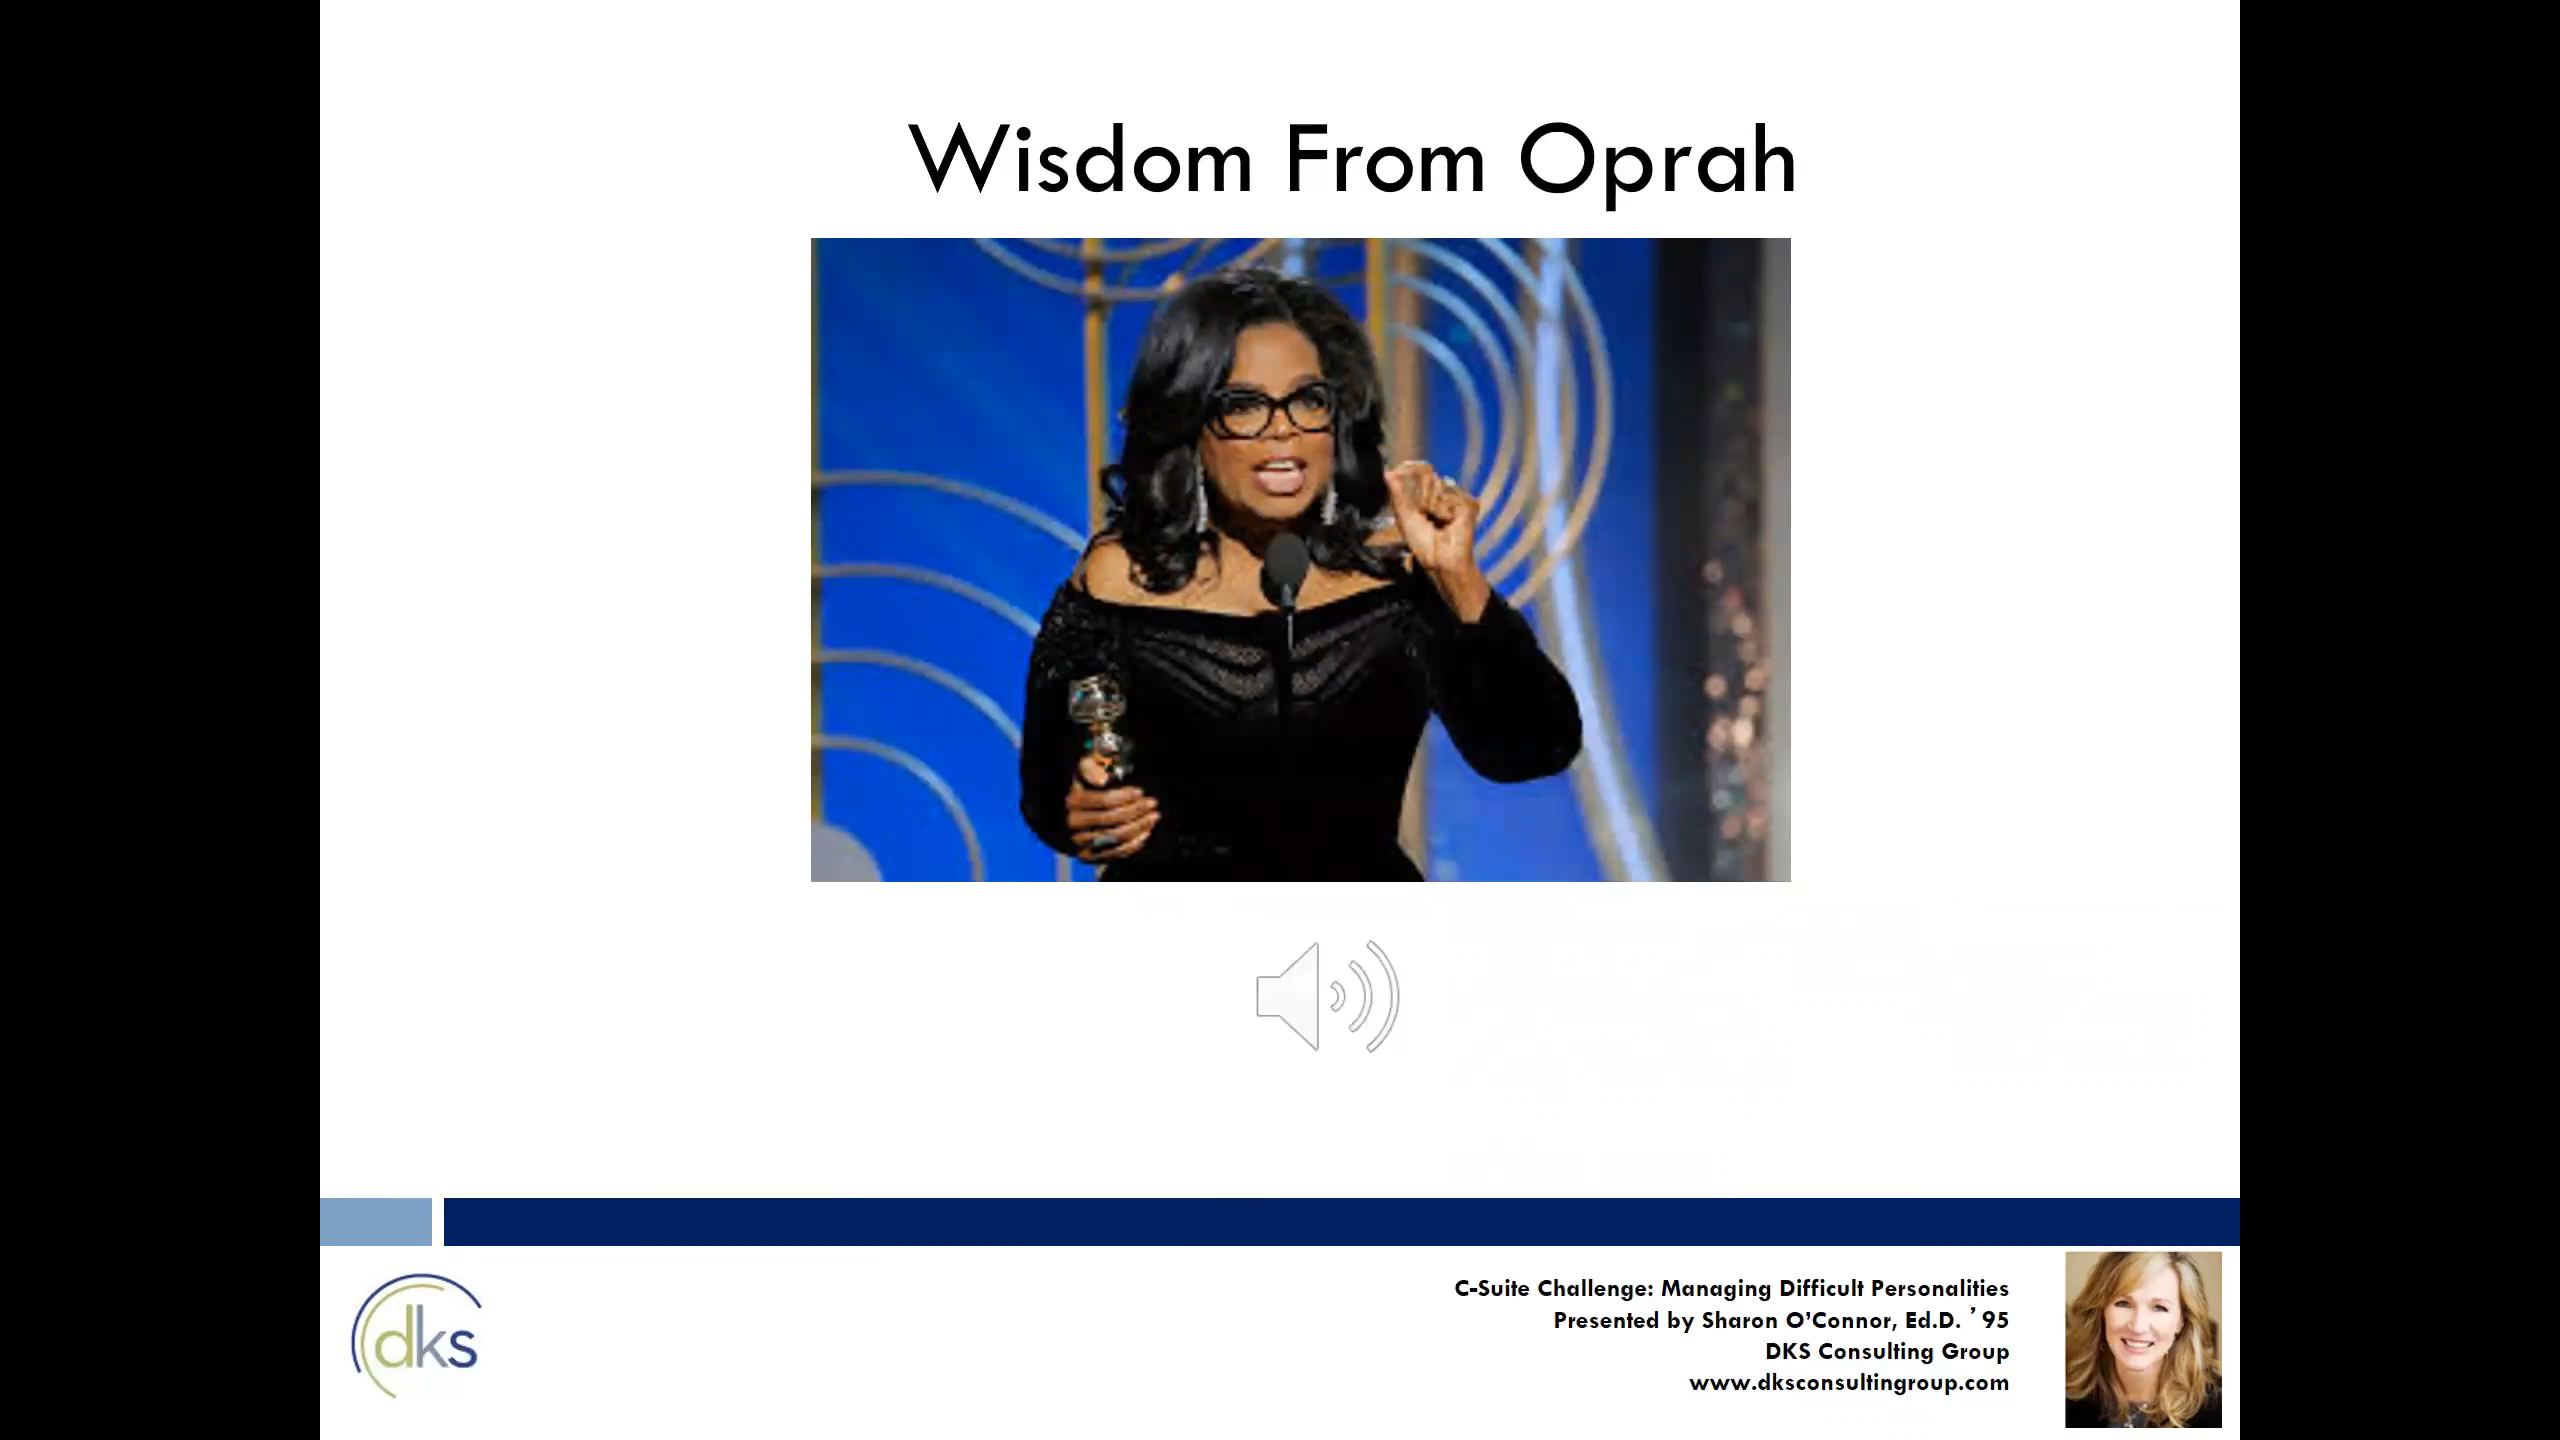 Wisdom From Oprah
C-Suite Challenge: Managing Difficult Personalities
Presented by Sharon O’Connor, Ed.D. ’95
DKS Consulting Group
www.dksconsultingroup.com
dks